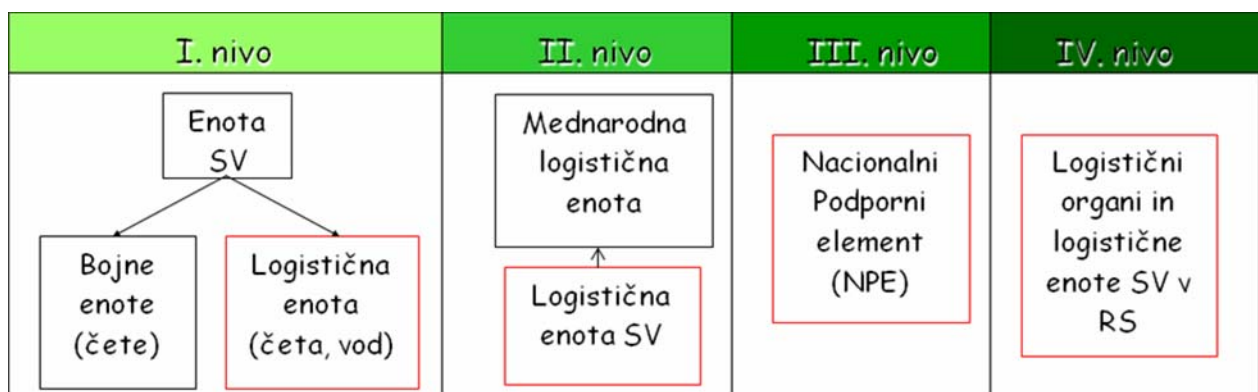 I. nivo
II. nivo
III. nivo
IV. nivo
Enota
SV
Bojne
enote
(čete)
Logistična
enota
(četa, vod)
Mednarodna
logistična
enota
Logistična
enota SV
Nacionalni
Podporni
element
(NPE)
Logistični
organi in
logistične
enote SV v
RS